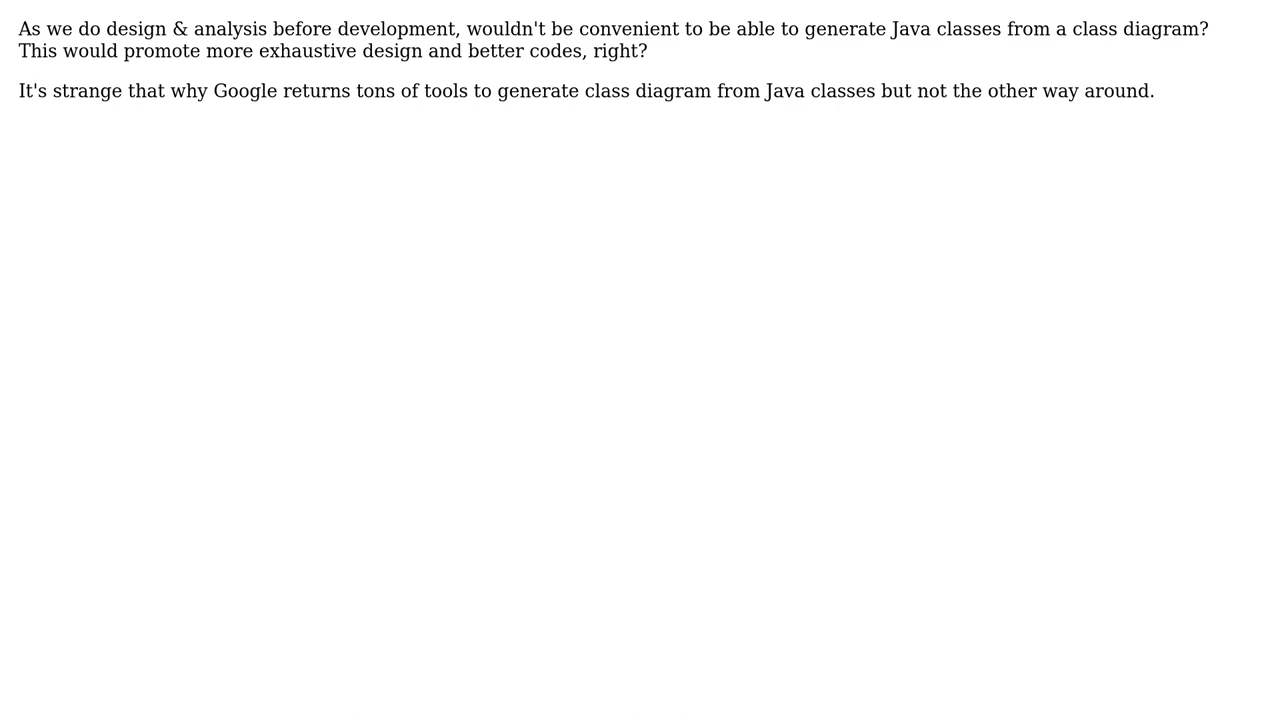 As we do design & analysis before development, wouldn't be convenient to be able to generate Java classes from a class diagram?
This would promote more exhaustive design and better codes, right?
It's strange that why Google returns tons of tools to generate class diagram from Java classes but not the other way around.